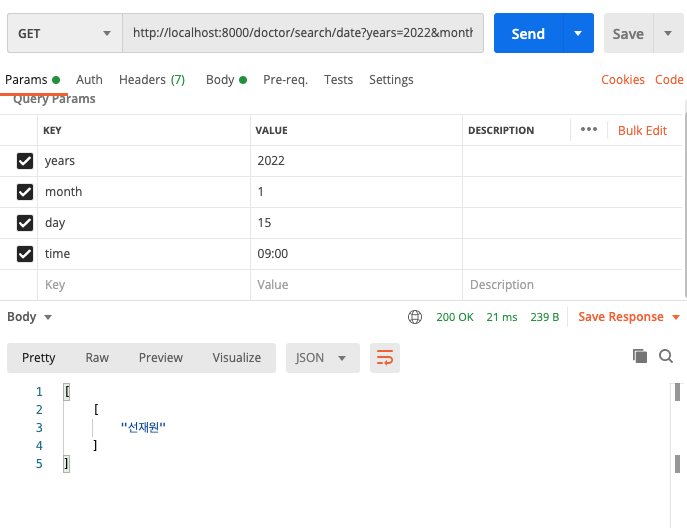 GET http://localhost:8000/doctor/search/date?years=2022&month Send Save
Params Auth Headers (7) Body Pre-req. Tests Settings Cookies Code
Query Params
KEY VALUE DESCRIPTION ••• Bulk Edit
years 2022
month 1
day 15
time 09:00
Key Value Description
Body 200 OK 21 ms 239 B Save Response
Pretty Raw Preview Visualize JSON
1 [
2 [
3 "선재원"
4 ]
5 ]